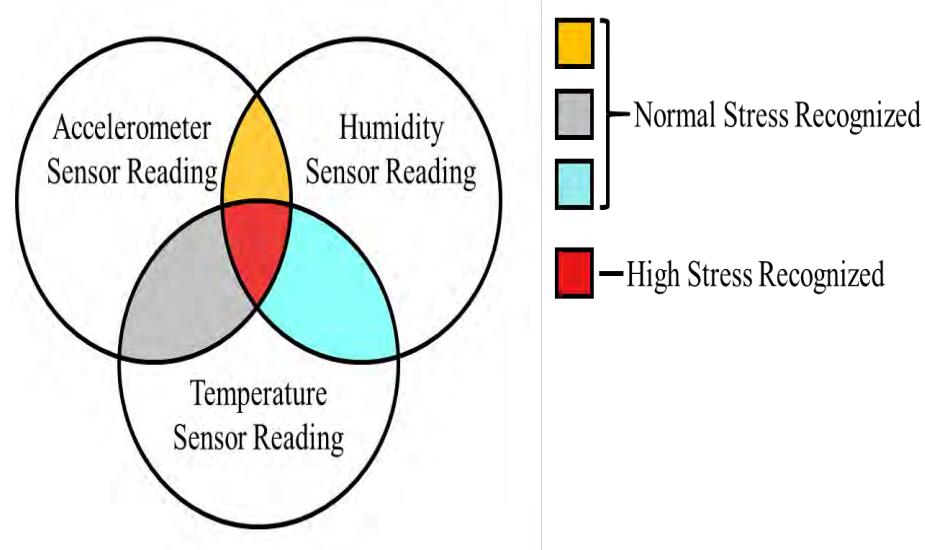 Accelerometer
Sensor Reading
Humidity
Sensor Reading
Temperature
Sensor Reading
Normal Stress Recognized
High Stress Recognized